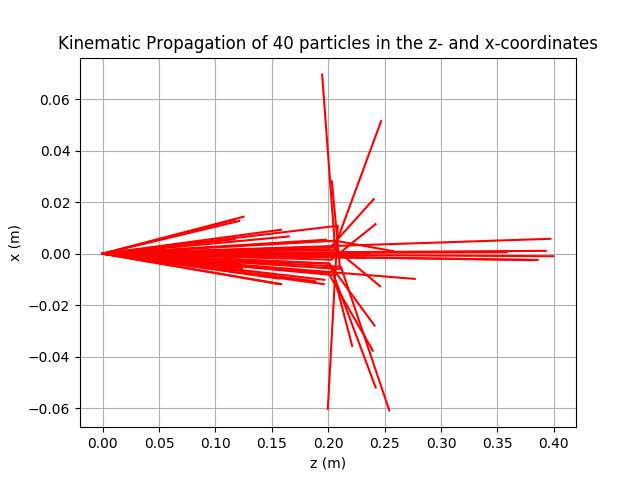 Kinematic Propagation of 40 particles in the z- and x-coordinates
0.06
0.04
0.02
0.00
−0.02
−0.04
−0.06
x (m)
0.00 0.05 0.10 0.15 0.20 0.25 0.30 0.35 0.40
z (m)